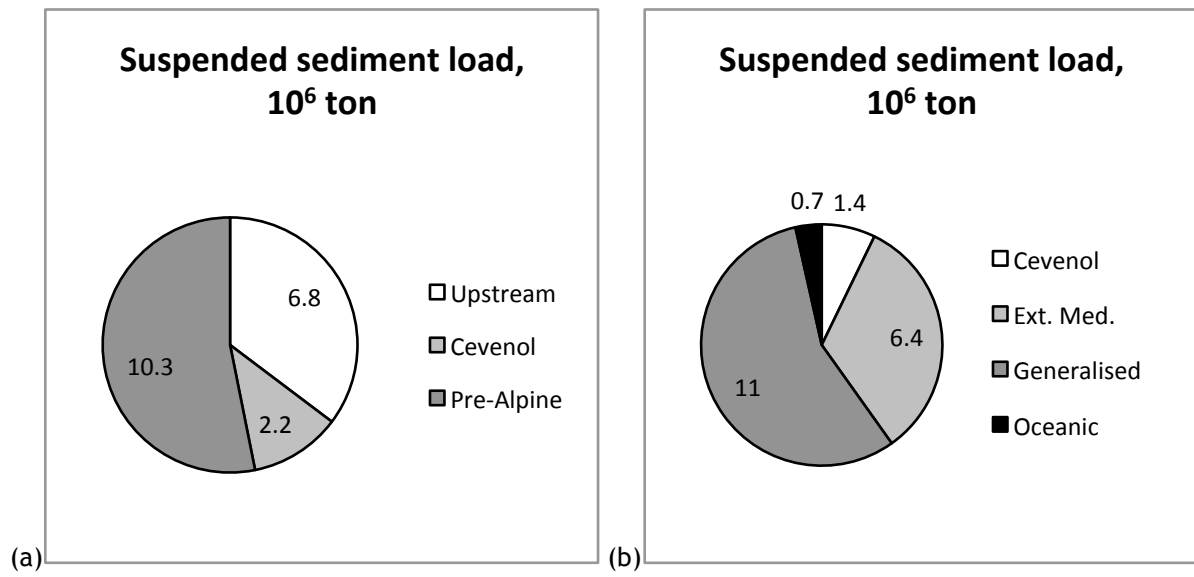 Suspended sediment load,
10⁶ ton
6.8
10.3
2.2
Upstream
Cevenol
Pre-Alpine
(a)
Suspended sediment load,
10⁶ ton
0.7
1.4
6.4
11
Cevenol
Ext. Med.
Generalised
Oceanic
(b)